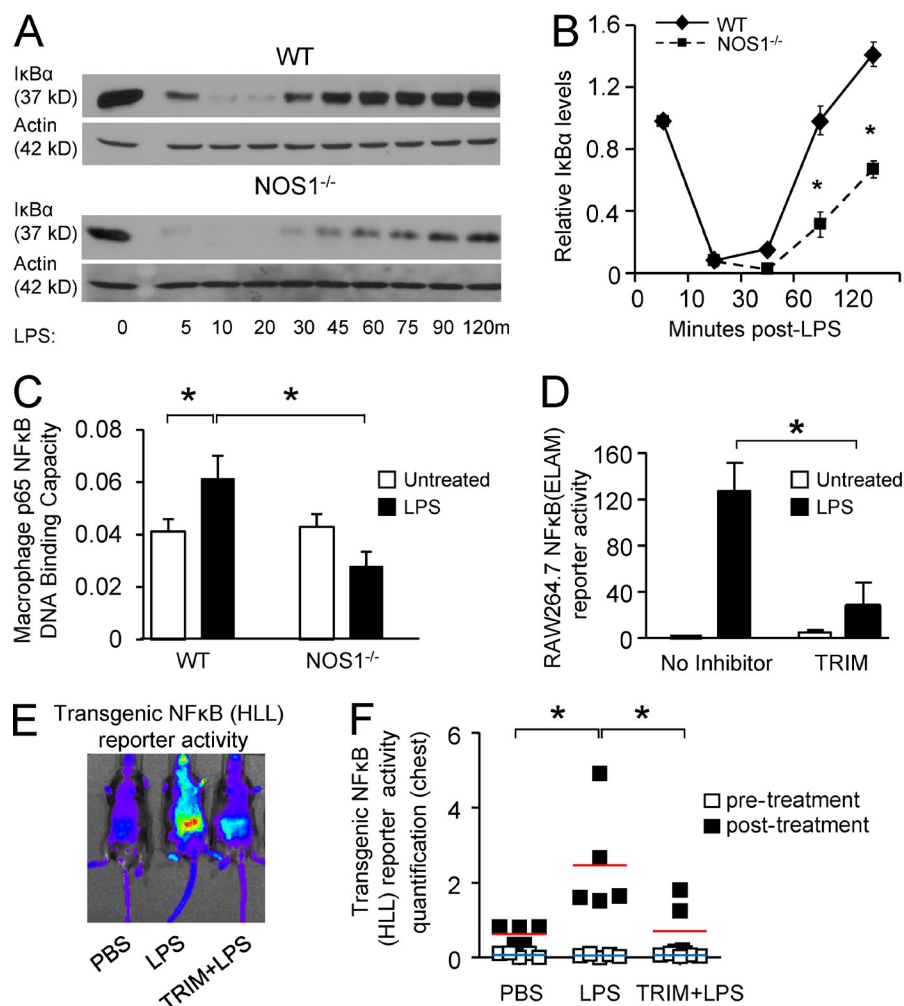 A
WT
IκBα
(37 kD)
Actin
(42 kD)
NOS1-/-
IκBα
(37 kD)
Actin
(42 kD)
LPS: 0 5 10 20 30 45 60 75 90 120m
B
WT
NOS1-/-
Relative IκBα levels
1.6
1.2
0.8
0.4
0
*
*
0 10 30 60 120
Minutes post-LPS
C
*
*
Macrophage p65 NFκB
DNA Binding Capacity
0.08
0.06
0.04
0.02
0
Untreated
LPS
WT NOS1-/-
D
*
RAW264.7 NFκB(ELAM)
reporter activity
160
120
80
40
0
Untreated
LPS
No Inhibitor TRIM
E
Transgenic NFκB (HLL)
reporter activity
PBS
LPS
TRIM+LPS
F
*
*
Transgenic NFκB
(HLL) reporter activity
quantification (chest)
6
4
2
0
pre-treatment
post-treatment
PBS LPS TRIM+LPS